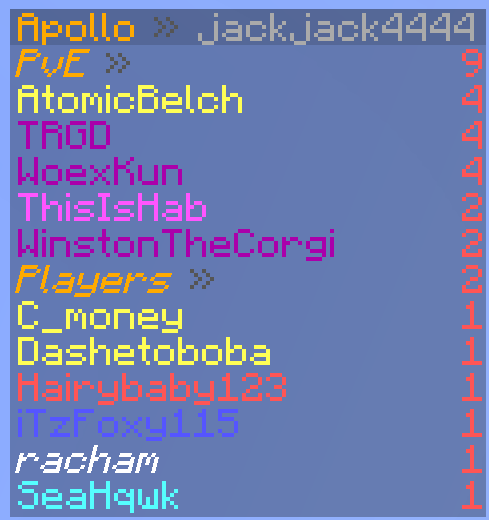 Apollo » .jackjack4444
PvE » 9
AtomicBelch 4
TRGD 4
WoexKun 4
ThisIsHab 2
WinstonTheCorgi 2
Players » 2
C_money 1
Dashetoboba 1
Hairybaby123 1
iTzFoxy115 1
racham 1
SeaHqwk 1